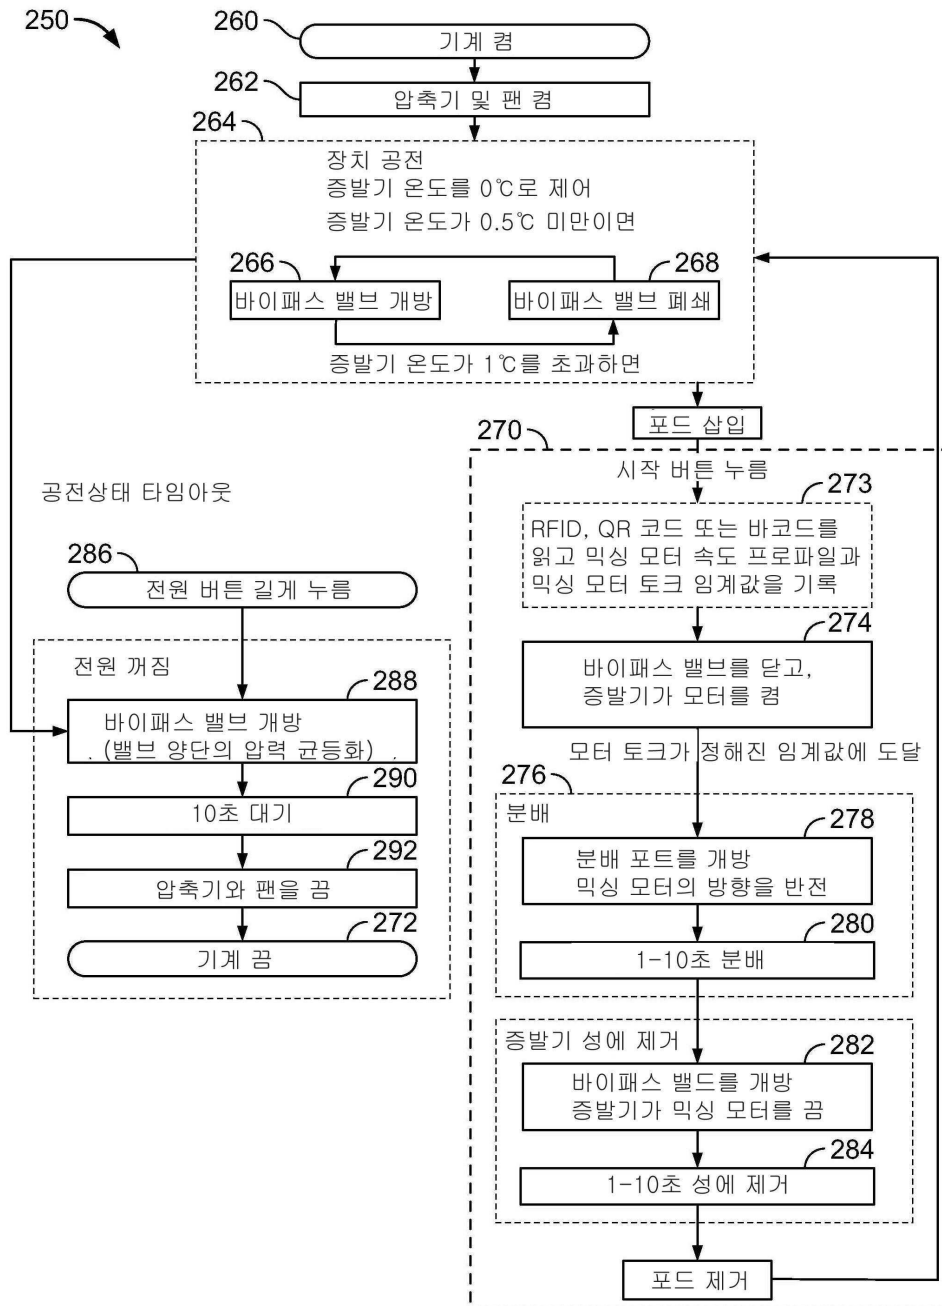 250
260
기계 켬
262
압축기 및 팬 켬
264
장치 공전
증발기 온도를 0℃로 제어
증발기 온도가 0.5℃ 미만이면
266
268
바이패스 밸브 개방
바이패스 밸브 폐쇄
증발기 온도가 1℃를 초과하면
포드 삽입
270
시작 버튼 누름
273
RFID, QR 코드 또는 바코드를
읽고 믹싱 모터 속도 프로파일과
믹싱 모터 토크 임계값을 기록
274
바이패스 밸브를 닫고,
증발기가 모터를 켬
모터 토크가 정해진 임계값에 도달
276
분배
278
분배 포트를 개방
믹싱 모터의 방향을 반전
280
1-10초 분배
증발기 성에 제거
282
바이패스 밸드를 개방
증발기가 믹싱 모터를 끔
284
1-10초 성에 제거
포드 제거
공전상태 타임아웃
286
전원 버튼 길게 누름
전원 꺼짐
288
바이패스 밸브 개방
. (밸브 양단의 압력 균등화) .
290
10초 대기
292
압축기와 팬을 끔
272
기계 끔